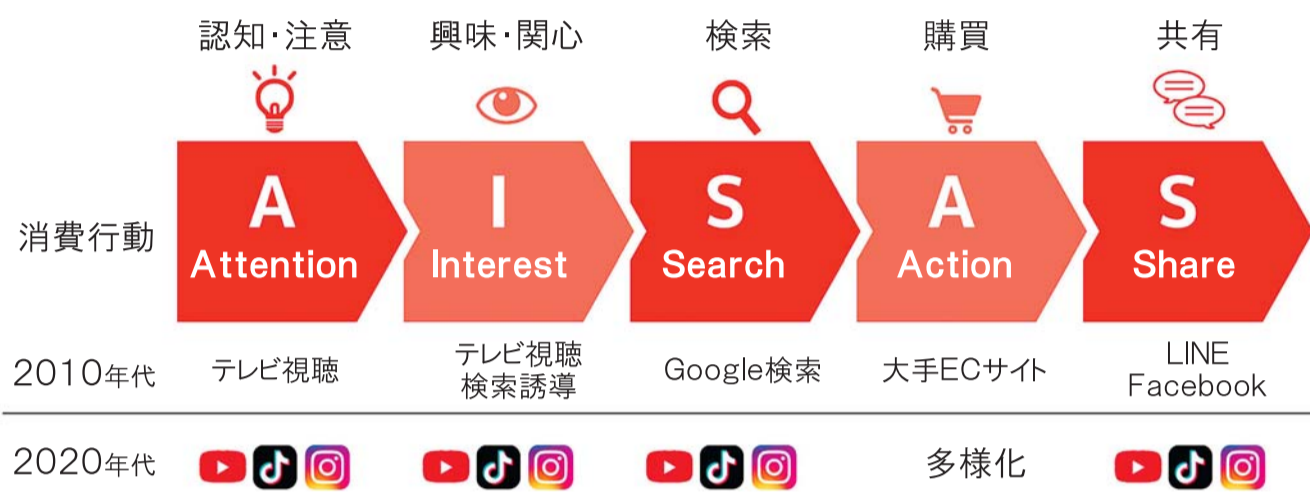 認知・注意
興味・関心
検索
購買
共有
消費行動
A
Attention
I
Interest
S
Search
A
Action
S
Share
2010年代
テレビ視聴
テレビ視聴
検索誘導
Google検索
大手ECサイト
LINE
Facebook
2020年代
多様化